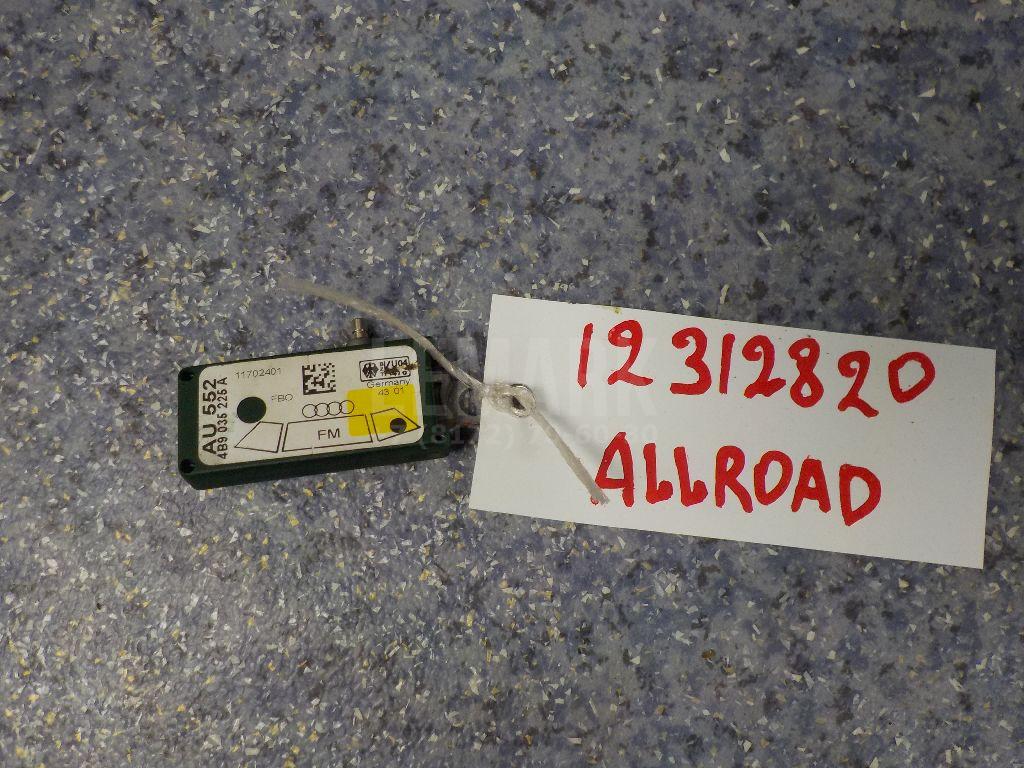 AU 552
4B9 035 225 A
11702401
FBO
Germany
43 01
FM
12312820
ALLROAD